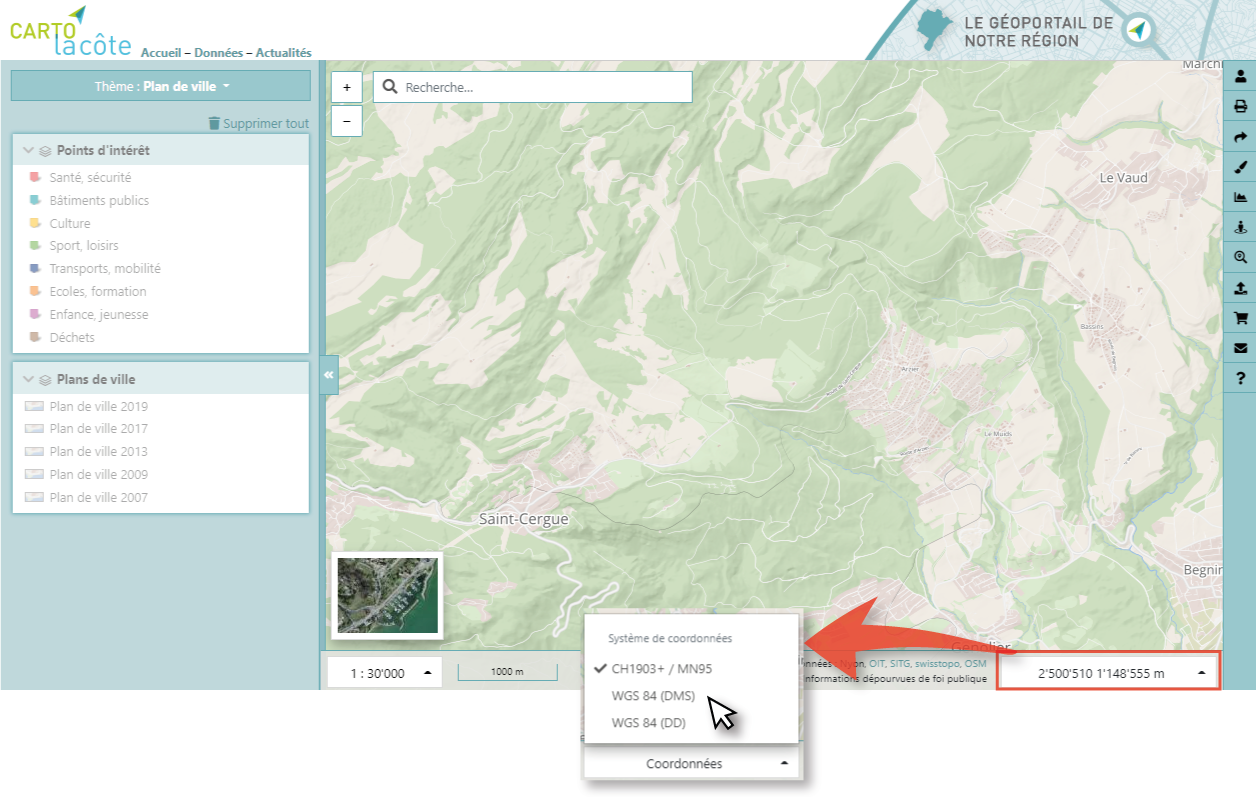 CARTO
lacôte
Accueil – Données – Actualités
LE GÉOPORTAIL DE
NOTRE RÉGION
Thème : Plan de ville
Supprimer tout
Points d'intérêt
Santé, sécurité
Bâtiments publics
Culture
Sport, loisirs
Transports, mobilité
Ecoles, formation
Enfance, jeunesse
Déchets
Plans de ville
Plan de ville 2019
Plan de ville 2017
Plan de ville 2013
Plan de ville 2009
Plan de ville 2007
«
+
−
Recherche...
March
Le Vaud
Bassins
Arzier
Le Muids
Saint-Cergue
Begnin
Genolier
?
1 : 30'000
1000 m
Système de coordonnées
CH1903+ / MN95
WGS 84 (DMS)
WGS 84 (DD)
Coordonnées
nnées : Nyon, OIT, SITG, swisstopo, OSM
nformations dépourvues de foi publique
2'500'510 1'148'555 m